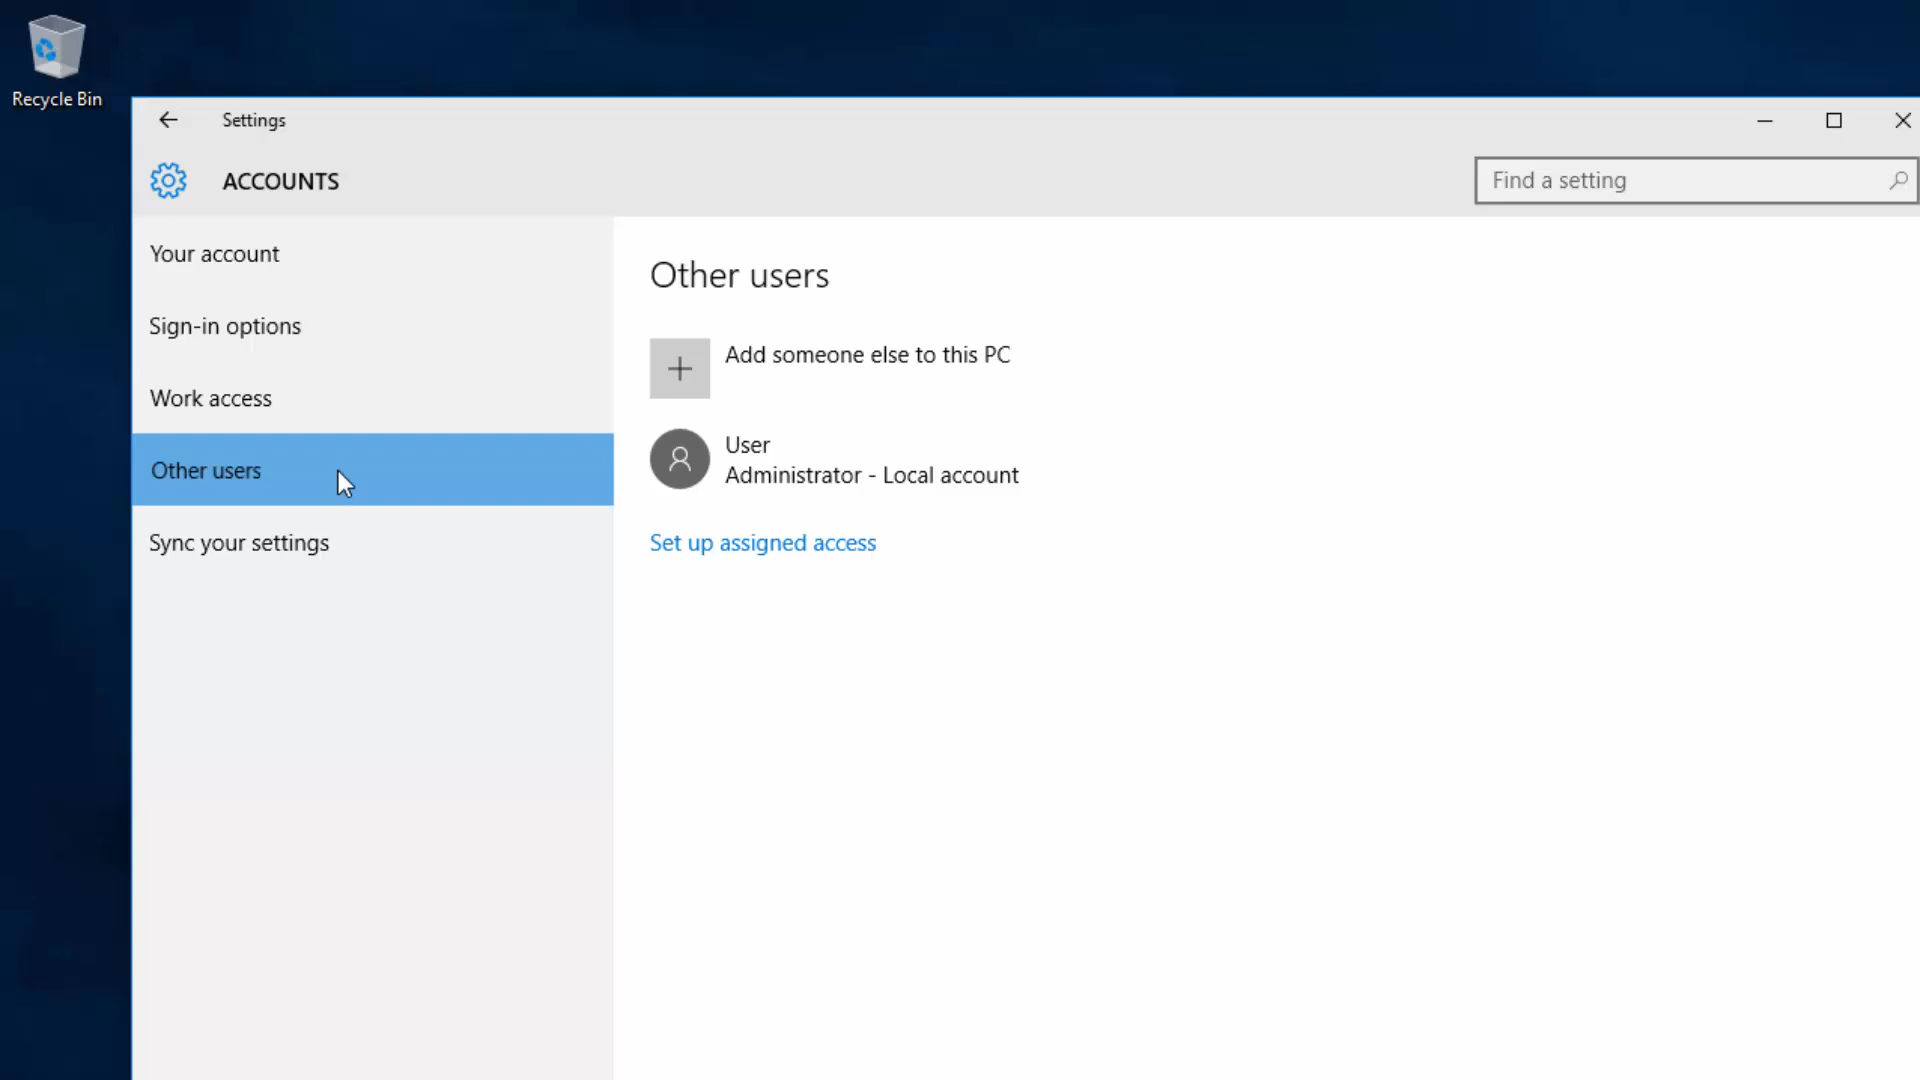 Recycle Bin
Settings
ACCOUNTS
Find a setting
Your account
Sign-in options
Work access
Other users
Sync your settings
Other users
Add someone else to this PC
User
Administrator - Local account
Set up assigned access